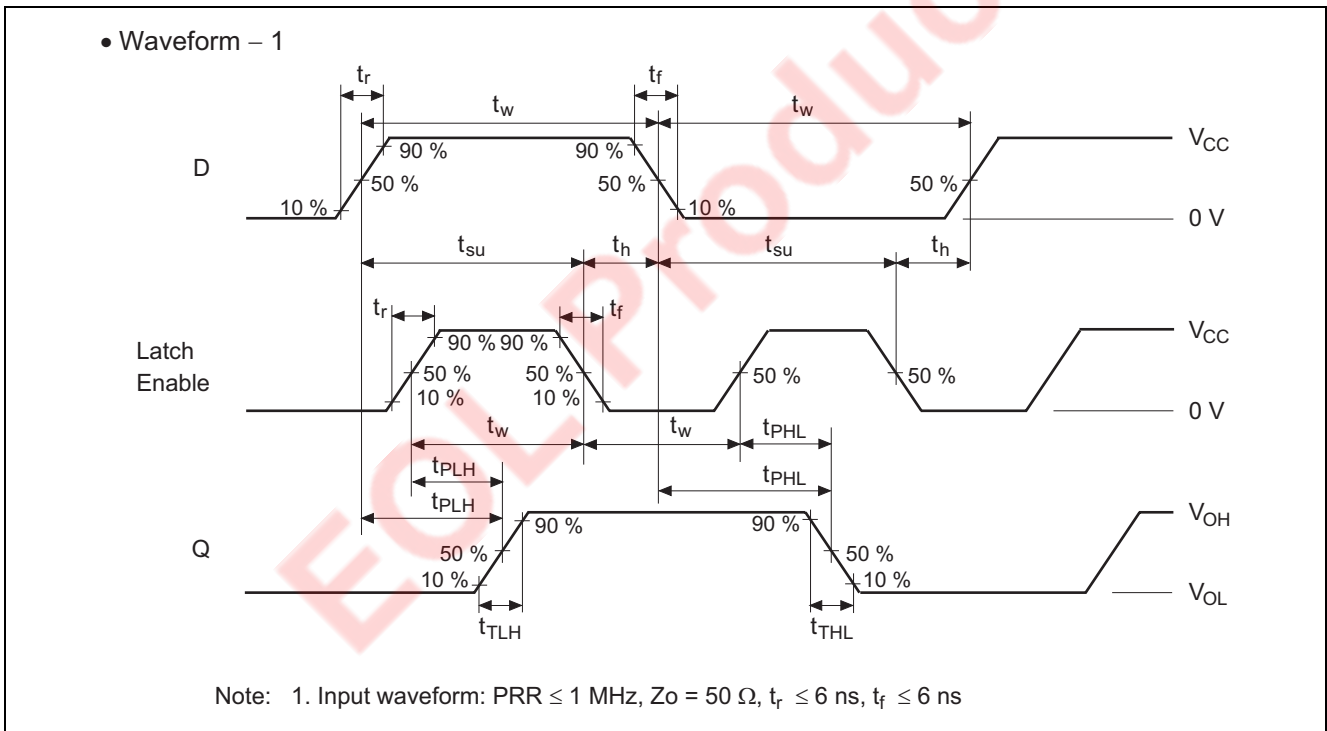 • Waveform – 1
tr
tf
tw
tw
D
90 %
90 %
VCC
50 %
50 %
50 %
10 %
10 %
0 V
tsu
th
tsu
th
tr
tf
Latch
Enable
90 %
90 %
VCC
50 %
50 %
50 %
50 %
10 %
10 %
0 V
tw
tw
tPHL
tPLH
tPHL
tPLH
Q
90 %
90 %
VOH
50 %
50 %
10 %
10 %
VOL
tTLH
tTHL
Note: 1. Input waveform: PRR ≤ 1 MHz, Zo = 50 Ω, tr ≤ 6 ns, tf ≤ 6 ns
EOL Produc